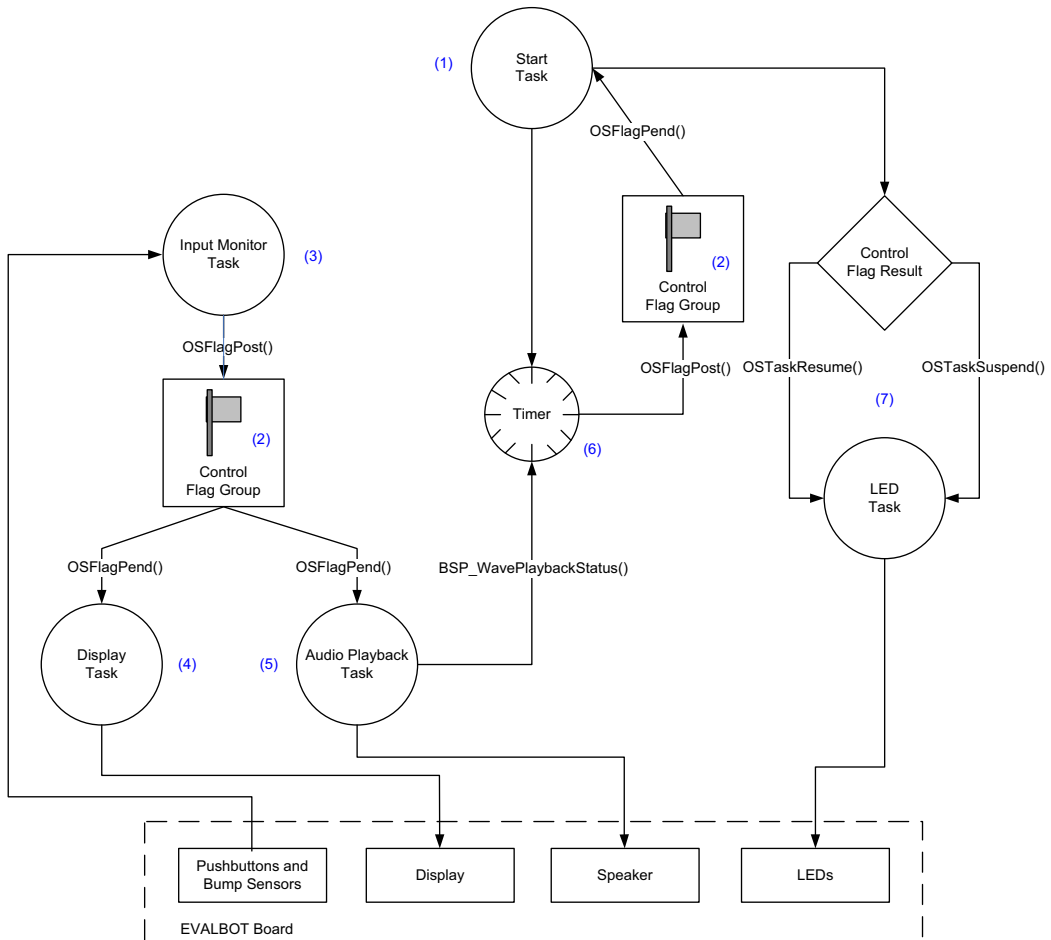 (1)
Start
Task
OSFlagPend()
Input Monitor
Task
(3)
(2)
Control
Flag Group
Control
Flag Result
OSFlagPost()
OSFlagPost()
OSTaskResume()
OSTaskSuspend()
(7)
(2)
Control
Flag Group
Timer
(6)
LED
Task
OSFlagPend()
OSFlagPend()
BSP_WavePlaybackStatus()
Display
Task
(4)
(5)
Audio Playback
Task
Pushbuttons and
Bump Sensors
Display
Speaker
LEDs
EVALBOT Board